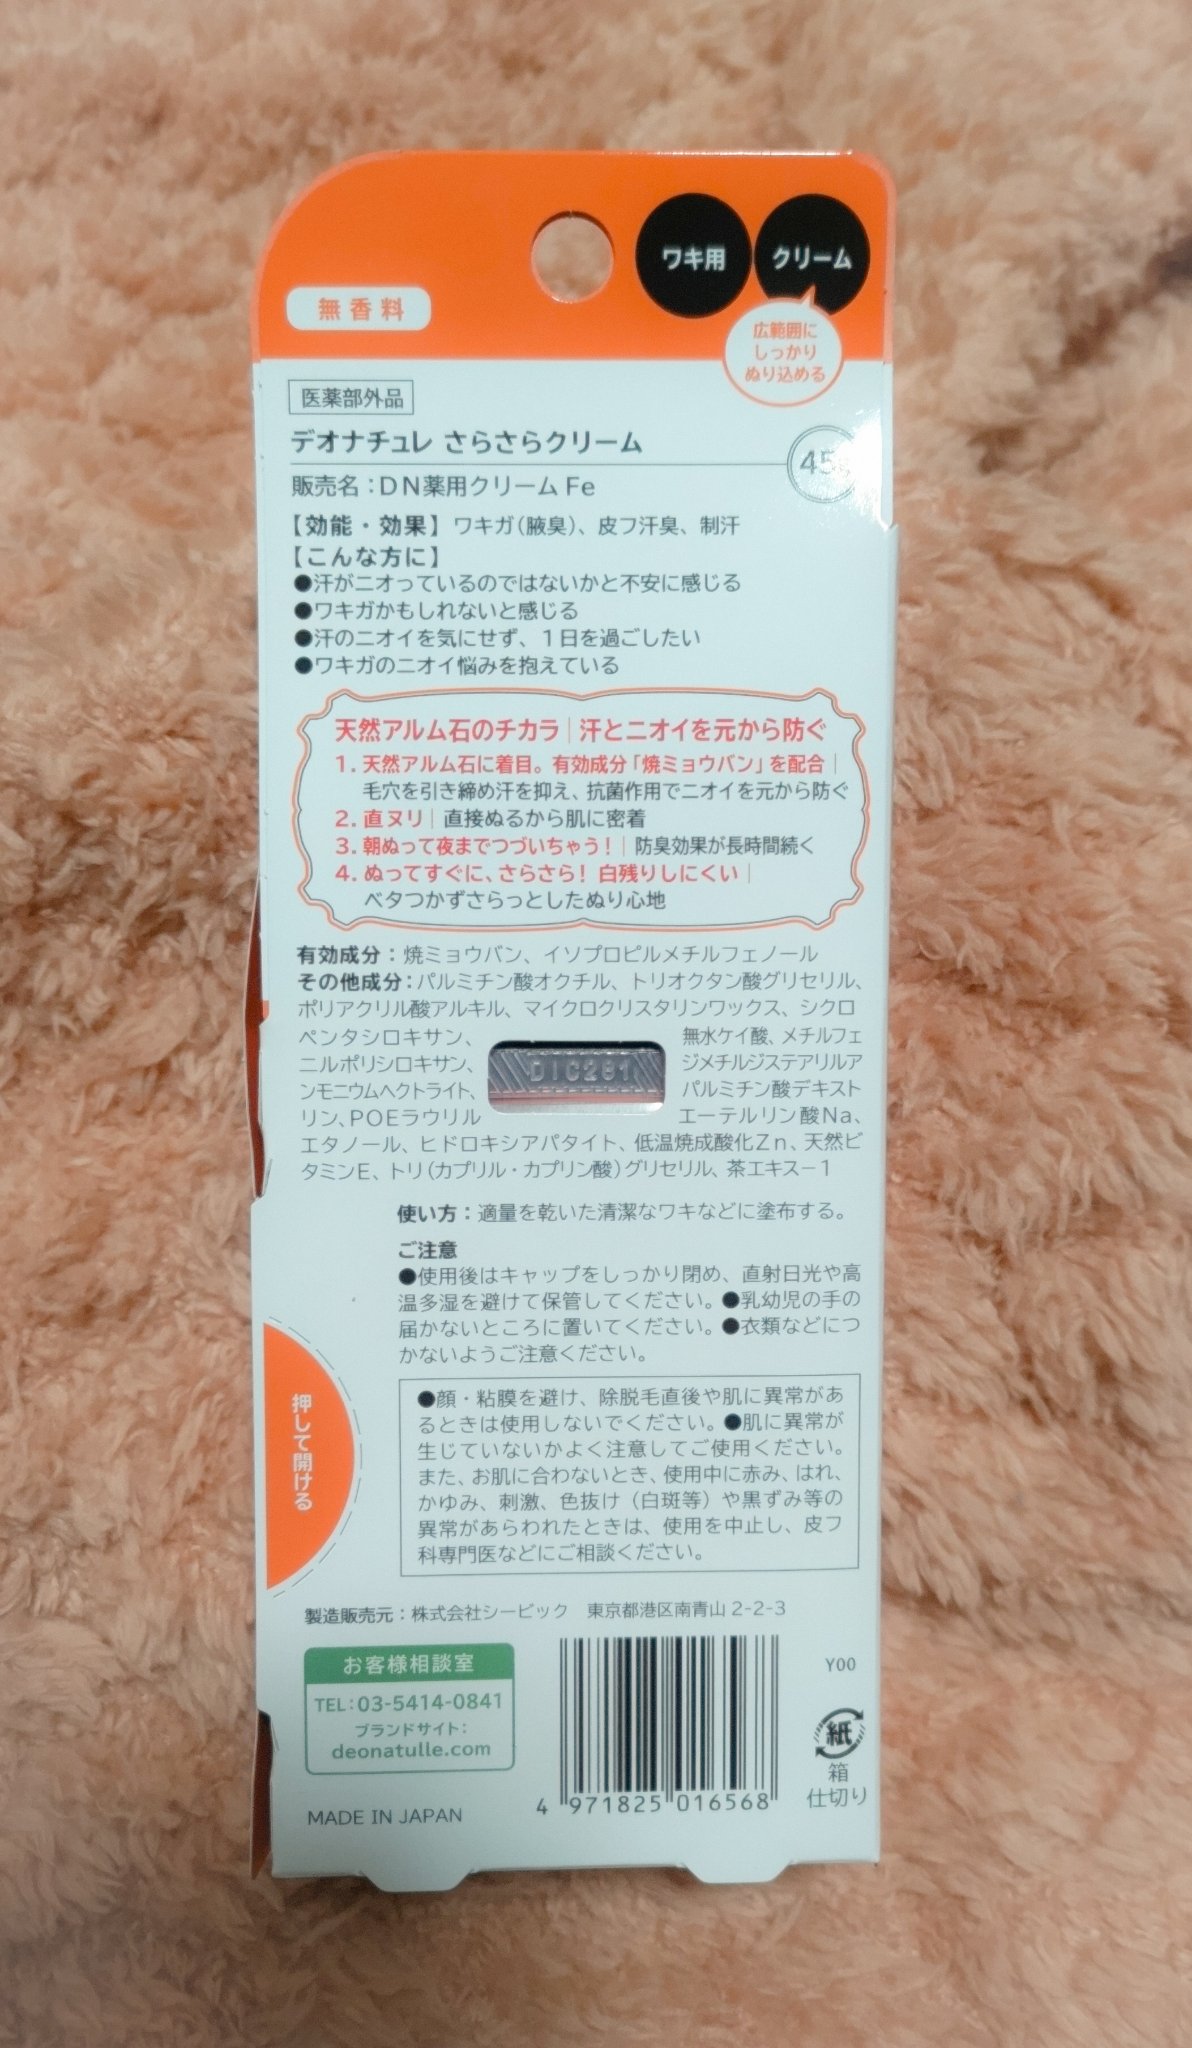 ワキ用
クリーム
無香料
広範囲に
しっかり
ぬり込める
医薬部外品
デオナチュレ さらさらクリーム
45g
販売名：DN薬用クリーム Fe
【効能・効果】ワキガ(腋臭)、皮フ汗臭、制汗
【こんな方に】
●汗がニオっているのではないかと不安に感じる
●ワキガかもしれないと感じる
●汗のニオイを気にせず、1日を過ごしたい
●ワキガのニオイ悩みを抱えている
天然アルム石のチカラ｜汗とニオイを元から防ぐ
1. 天然アルム石に着目。有効成分「焼ミョウバン」を配合｜
毛穴を引き締め汗を抑え、抗菌作用でニオイを元から防ぐ
2. 直ヌリ｜直接ぬるから肌に密着
3. 朝ぬって夜までつづいちゃう！｜防臭効果が長時間続く
4. ぬってすぐに、さらさら！白残りしにくい｜
ベタつかずさらっとしたぬり心地
有効成分：焼ミョウバン、イソプロピルメチルフェノール
その他成分：パルミチン酸オクチル、トリオクタン酸グリセリル、
ポリアクリル酸アルキル、マイクロクリスタリンワックス、シクロ
ペンタシロキサン、無水ケイ酸、メチルフェ
ニルポリシロキサン、ジメチルジステアリルア
ンモニウムヘクトライト、パルミチン酸デキスト
リン、POEラウリルエーテルリン酸Na、
DIC281
エタノール、ヒドロキシアパタイト、低温焼成酸化Zn、天然ビ
タミンE、トリ(カプリル・カプリン酸)グリセリル、茶エキス－1
使い方：適量を乾いた清潔なワキなどに塗布する。
ご注意
●使用後はキャップをしっかり閉め、直射日光や高
温多湿を避けて保管してください。●乳幼児の手の
届かないところに置いてください。●衣類などにつ
かないようご注意ください。
●顔・粘膜を避け、除脱毛直後や肌に異常があ
るときは使用しないでください。●肌に異常が
生じていないかよく注意してご使用ください。
また、お肌に合わないとき、使用中に赤み、はれ、
かゆみ、刺激、色抜け（白斑等）や黒ずみ等の
異常があらわれたときは、使用を中止し、皮フ
科専門医などにご相談ください。
押して開ける
製造販売元：株式会社シービック 東京都港区南青山 2-2-3
お客様相談室
TEL：03-5414-0841
ブランドサイト：
deonatulle.com
MADE IN JAPAN
4 971825 016568
Y00
紙
箱
仕切り